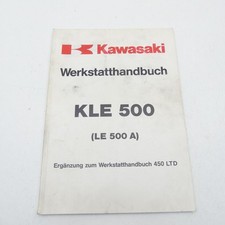 Kawasaki
Werkstatthandbuch
KLE 500
(LE 500 A)
Ergänzung zum Werkstatthandbuch 450 LTD